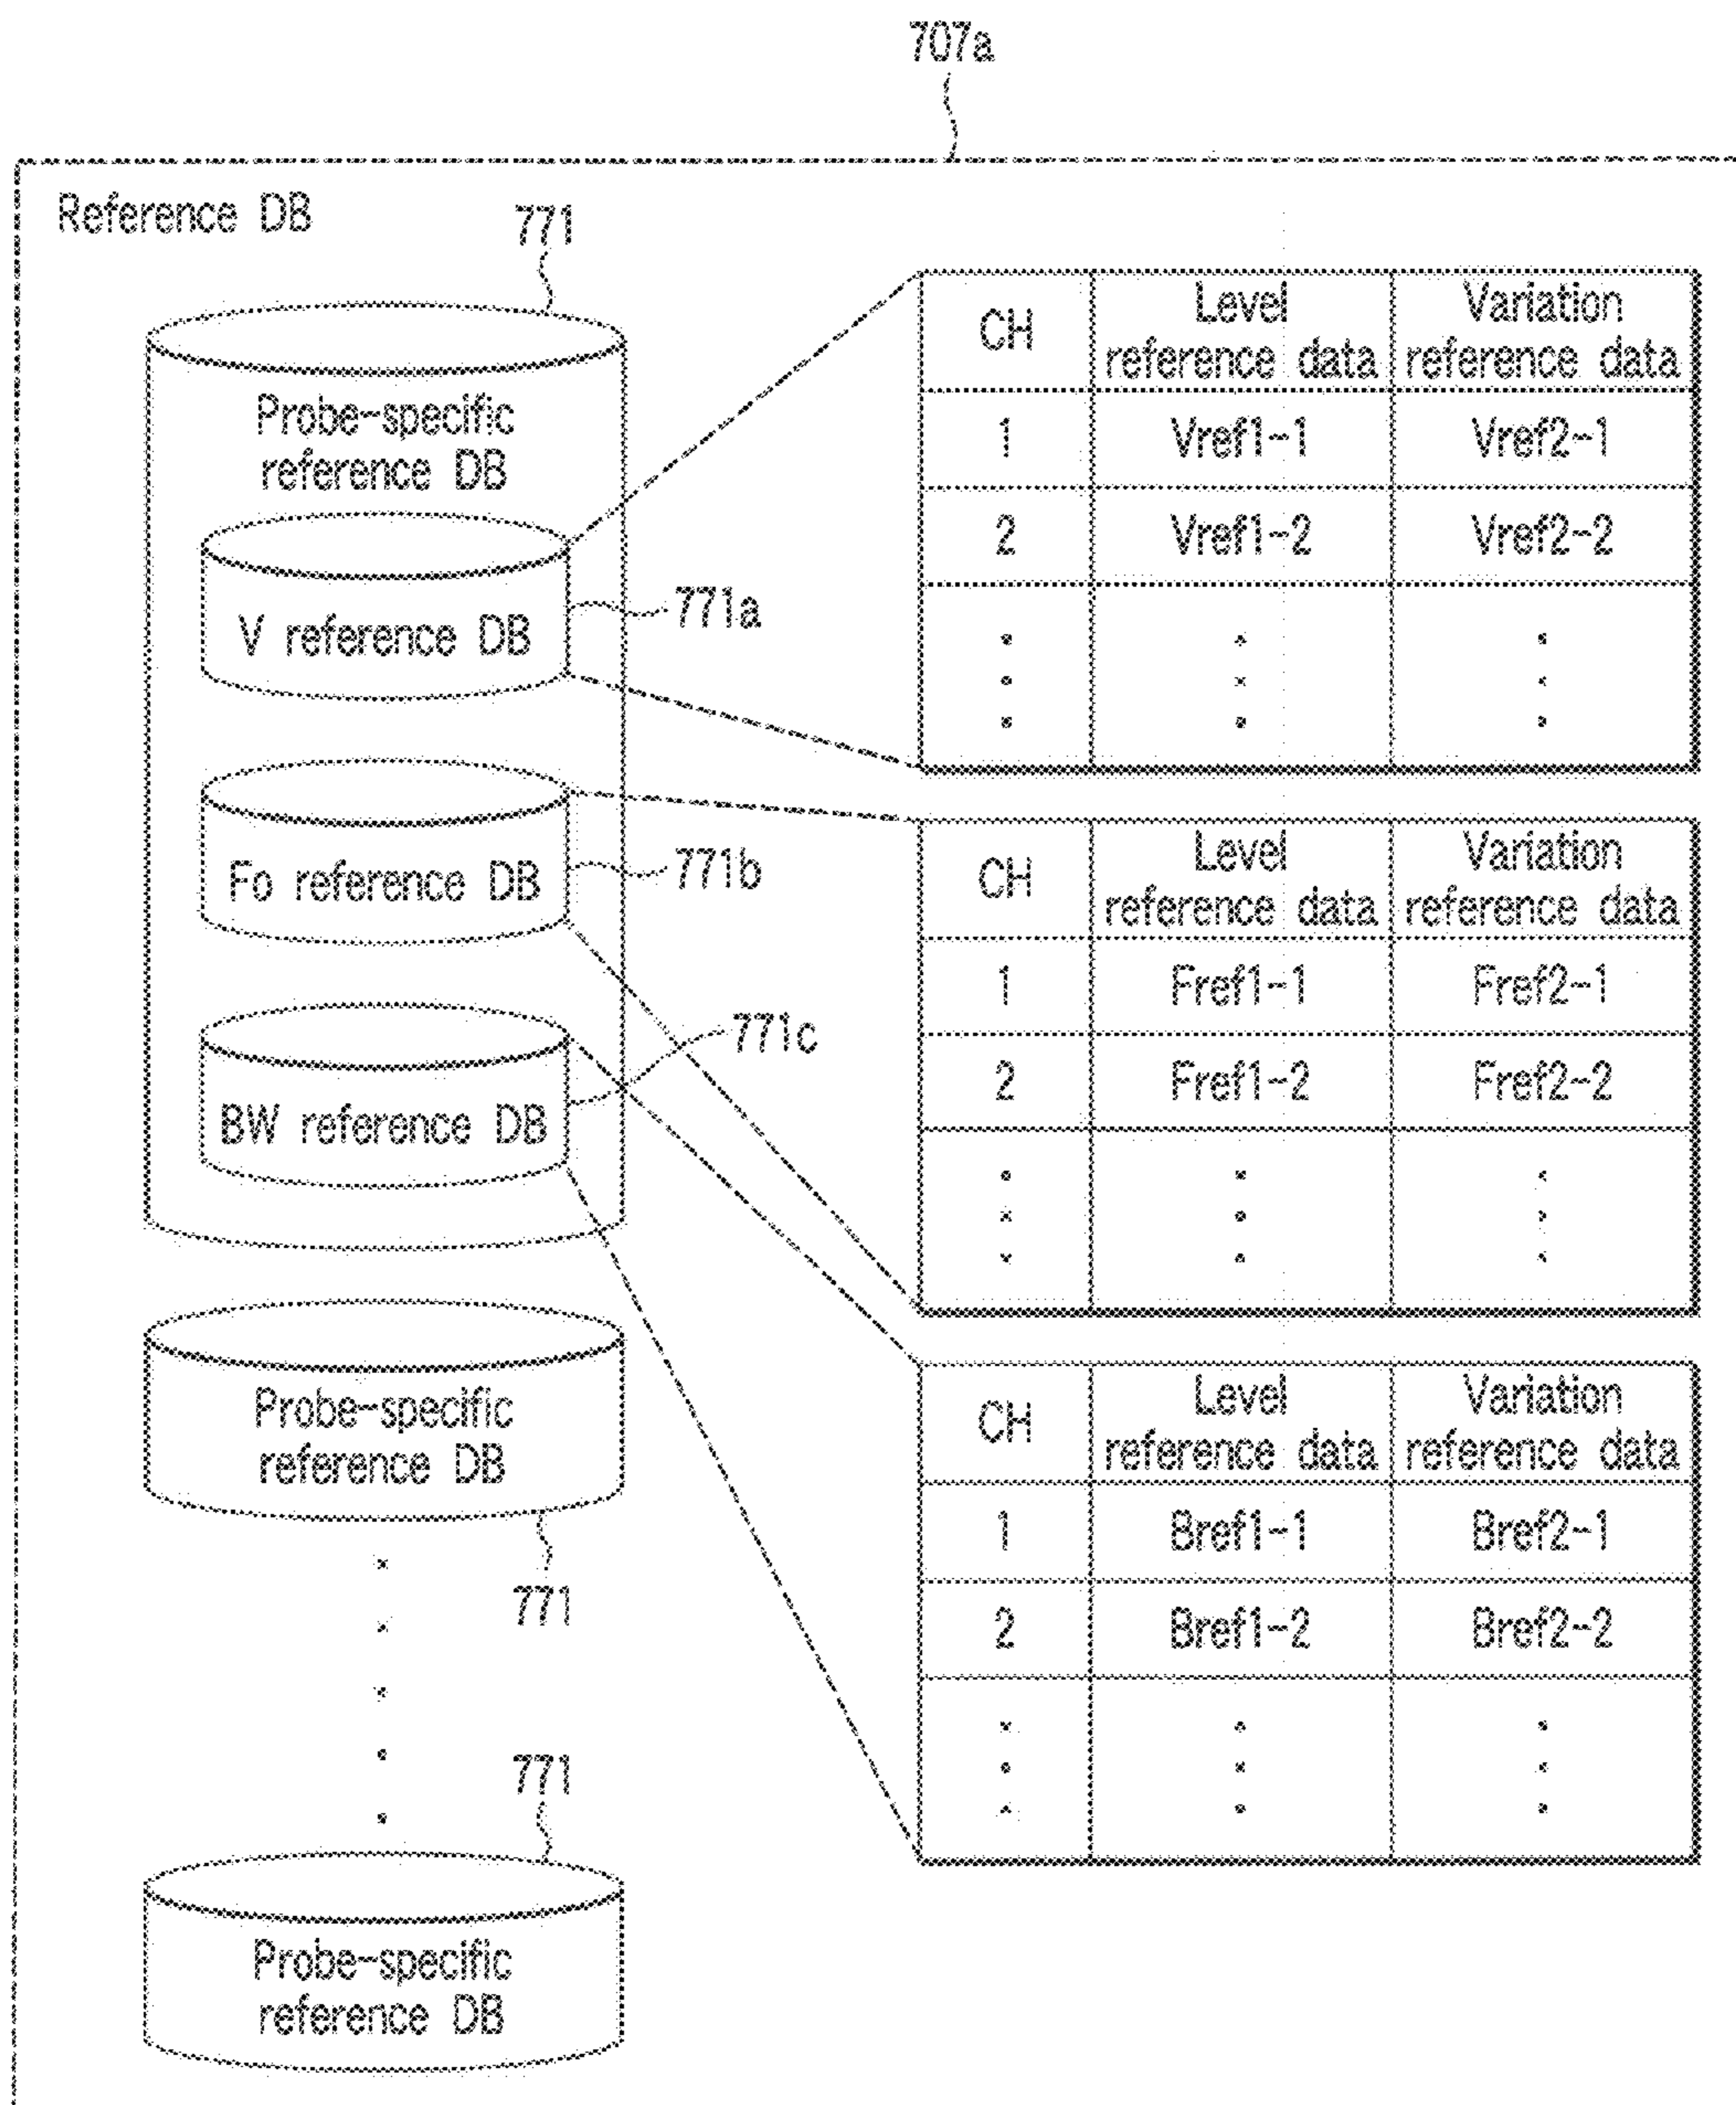 707a
Reference DB
771
Probe-specific
reference DB
V reference DB
771a
Fo reference DB
771b
BW reference DB
771c
Probe-specific
reference DB
771
771
Probe-specific
reference DB
CH Level reference data Variation reference data
1 Vref1-1 Vref2-1
2 Vref1-2 Vref2-2
CH Level reference data Variation reference data
1 Fref1-1 Fref2-1
2 Fref1-2 Fref2-2
CH Level reference data Variation reference data
1 Bref1-1 Bref2-1
2 Bref1-2 Bref2-2